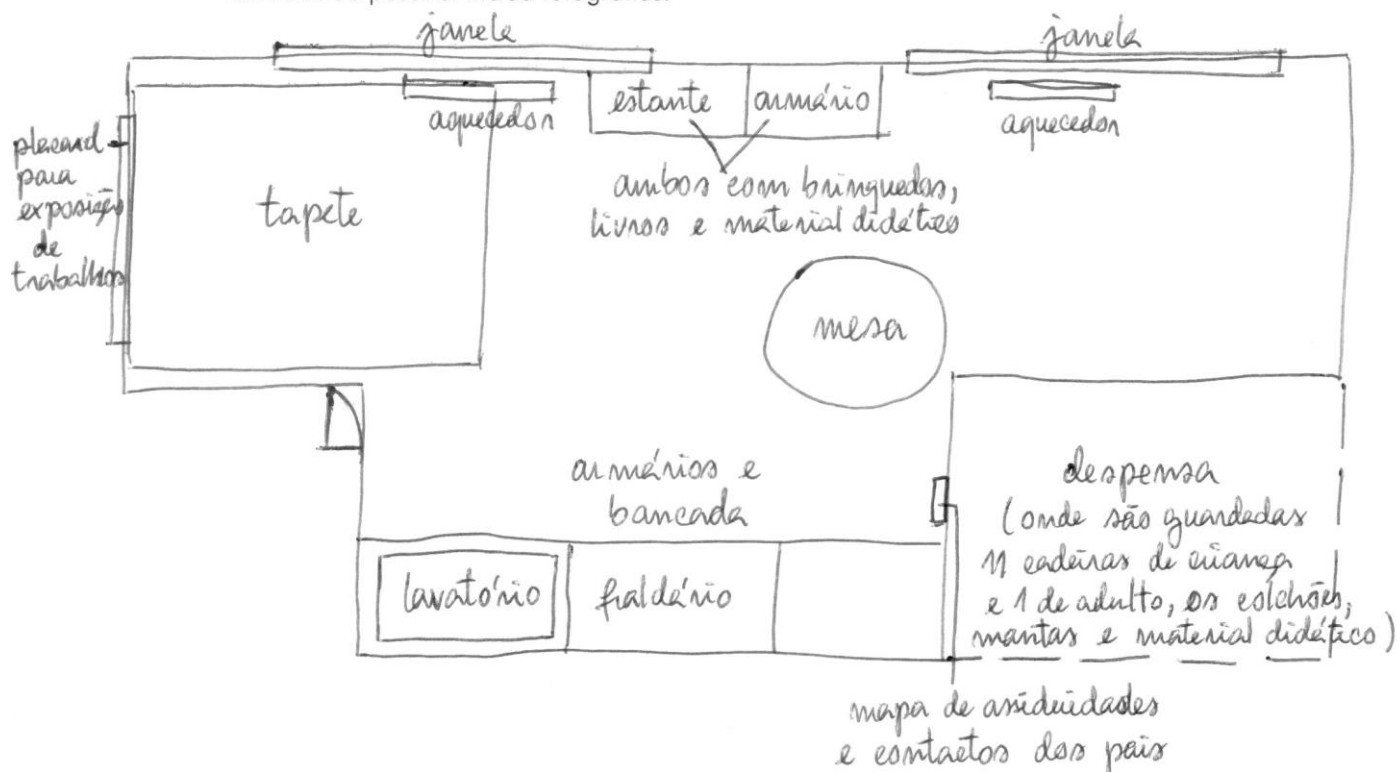 janela
janela
estante
armário
aquecedor
aquecedor
placard
para
exposição
de
trabalhos
tapete
ambos com brinquedos,
livros e material didático
mesa
armários e
bancada
despensa
(onde são guardadas
11 cadeiras de criança
e 1 de adulto, os colchões,
mantas e material didático)
lavatório
fraldário
mapa de assiduidades
e contactos dos pais